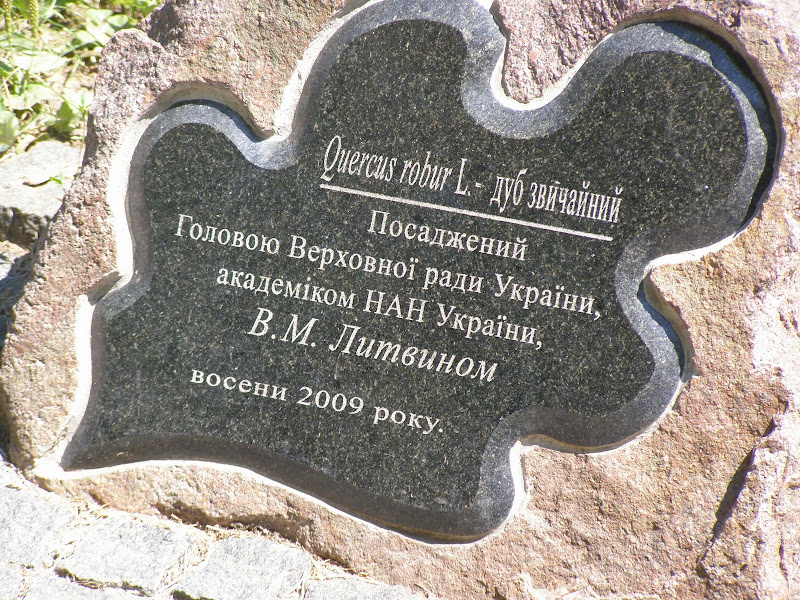 Quercus robur L.- дуб звичайний
Посаджений
Головою Верховної ради України,
академіком НАН України,
В.М. Литвином
восени 2009 року.